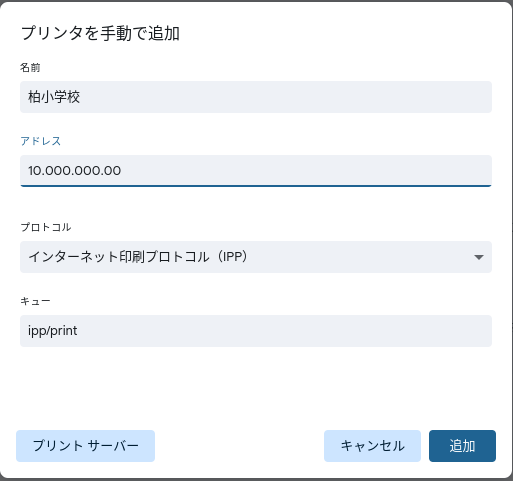 プリンタを手動で追加
名前
柏小学校
アドレス
10.000.000.00
プロトコル
インターネット印刷プロトコル（IPP）
キュー
ipp/print
プリント サーバー
キャンセル
追加